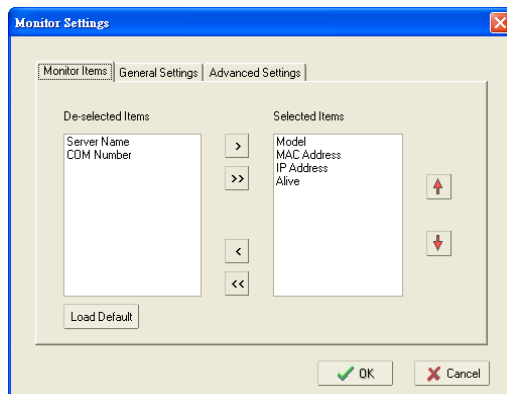 Monitor Settings
Monitor Items General Settings Advanced Settings
De-selected Items
Server Name
COM Number
>
>>
<
<<
Selected Items
Model
MAC Address
IP Address
Alive
Load Default
OK Cancel